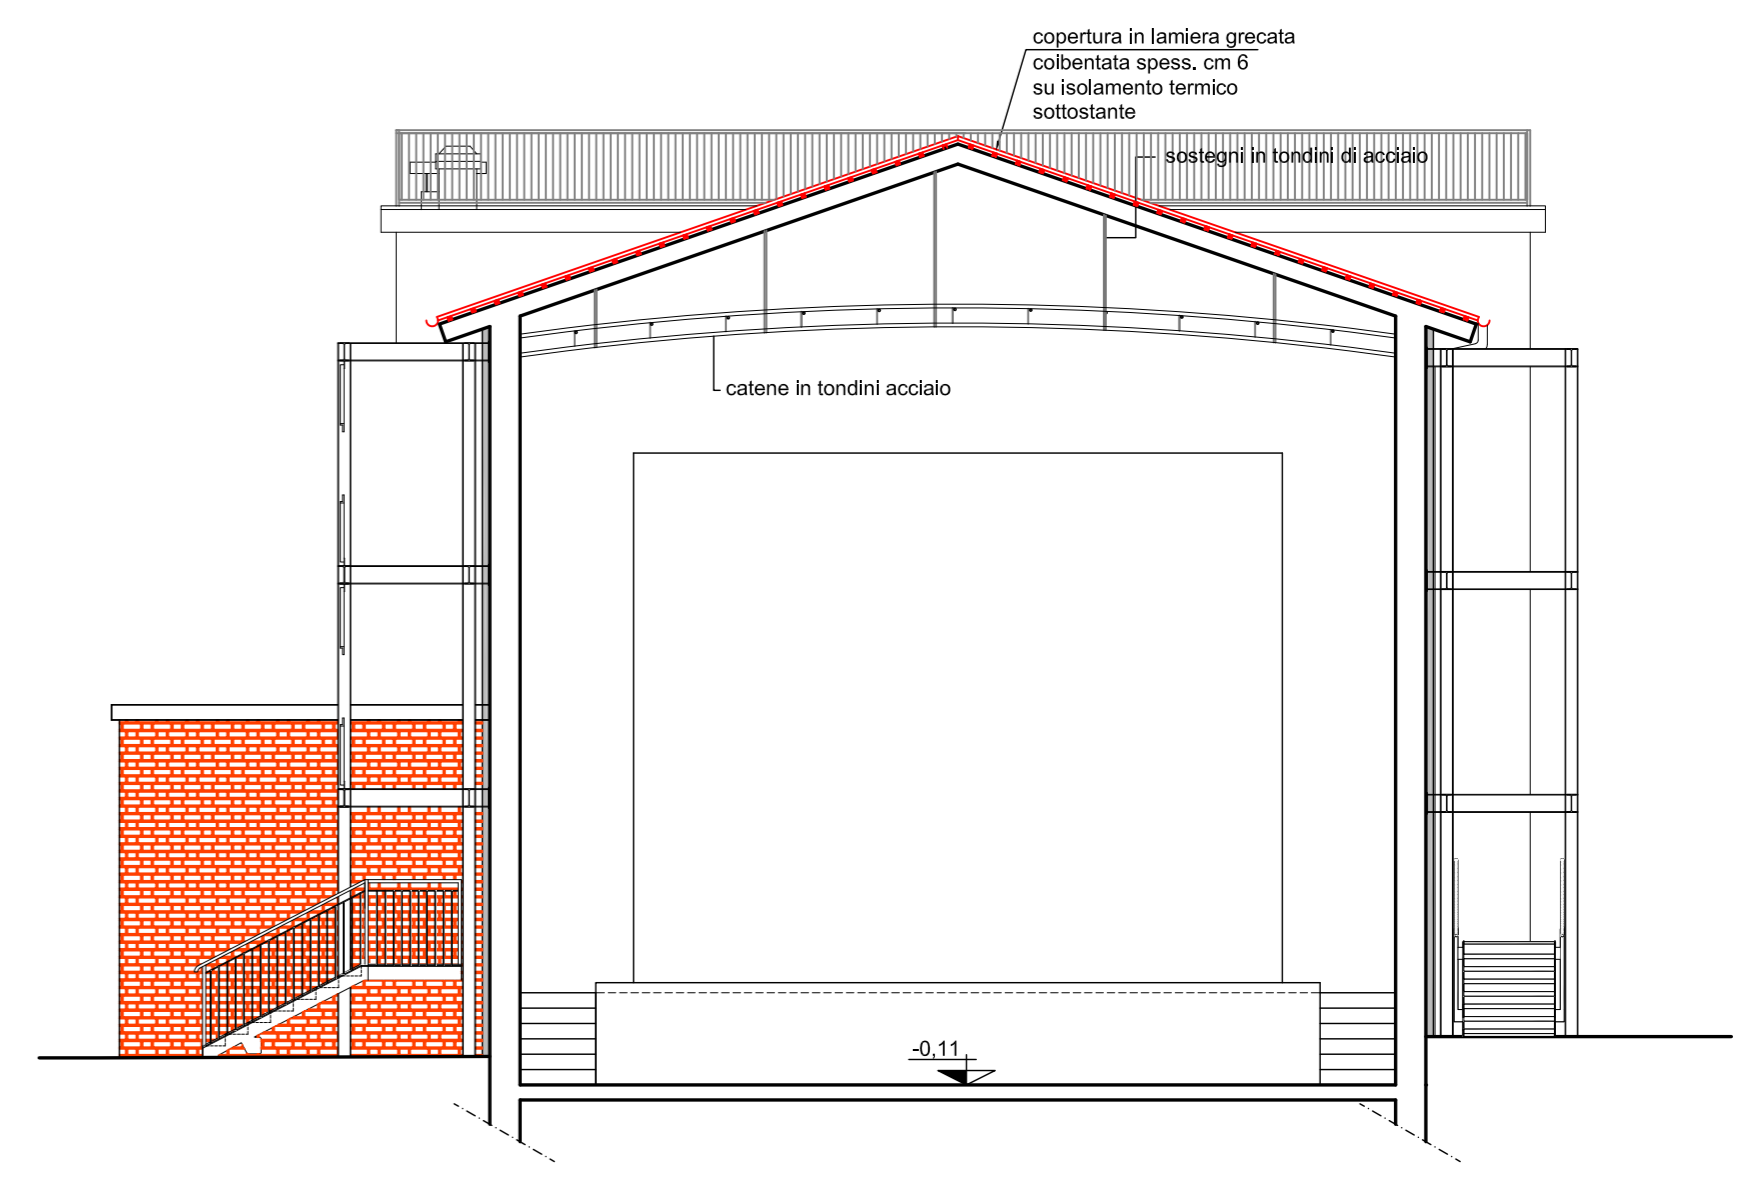 copertura in lamiera grecata
coibentata spess. cm 6
su isolamento termico
sottostante
sostegni in tondini di acciaio
catene in tondini acciaio
-0,11